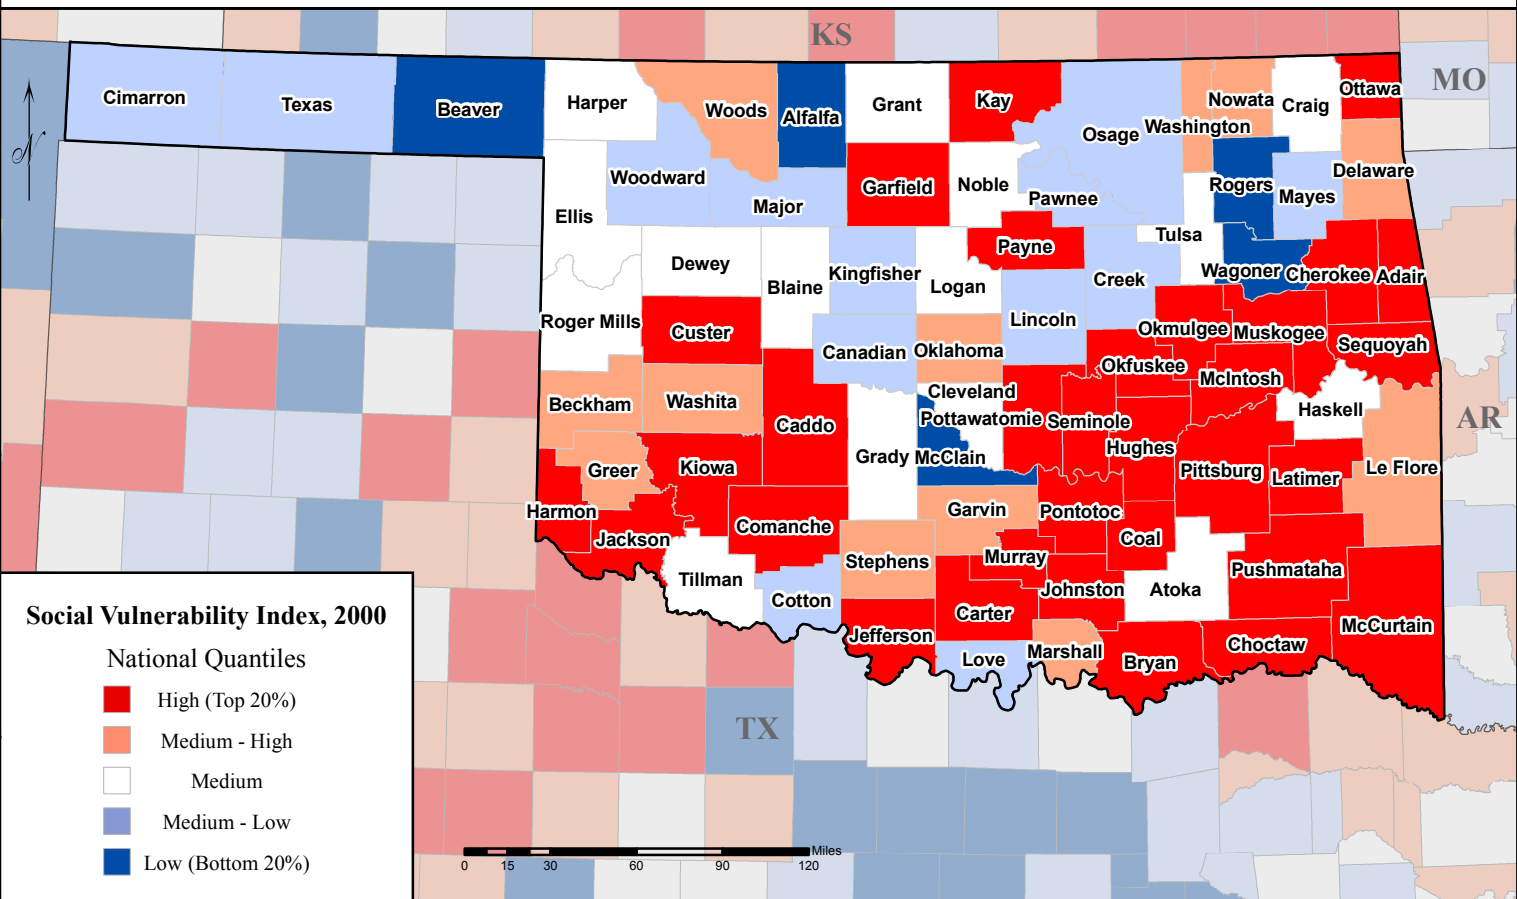 KS
MO
Cimarron
Texas
Beaver
Harper
Woods
Alfalfa
Grant
Kay
Osage
Washington
Nowata
Craig
Ottawa
Woodward
Major
Garfield
Noble
Pawnee
Rogers
Mayes
Delaware
Ellis
Dewey
Blaine
Kingfisher
Logan
Payne
Creek
Tulsa
Wagoner
Cherokee
Adair
Roger Mills
Custer
Canadian
Oklahoma
Lincoln
Okmulgee
Muskogee
Sequoyah
Okfuskee
McIntosh
Beckham
Washita
Caddo
Cleveland
Pottawatomie
Seminole
Haskell
AR
Hughes
Grady
McClain
Greer
Kiowa
Pittsburg
Latimer
Le Flore
Harmon
Jackson
Comanche
Garvin
Pontotoc
Coal
Stephens
Murray
Tillman
Cotton
Johnston
Atoka
Pushmataha
Carter
Jefferson
Love
Marshall
Bryan
Choctaw
McCurtain
TX
N
Social Vulnerability Index, 2000
National Quantiles
High (Top 20%)
Medium - High
Medium
Medium - Low
Low (Bottom 20%)
Miles
0 15 30 60 90 120